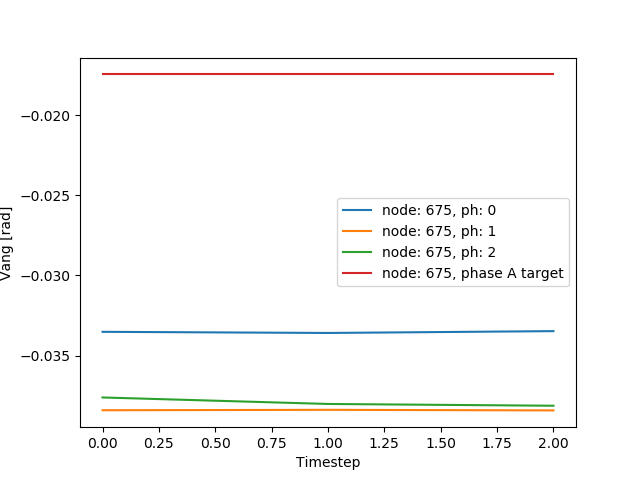 −0.020
−0.025
−0.030
−0.035
Vang [rad]
node: 675, ph: 0
node: 675, ph: 1
node: 675, ph: 2
node: 675, phase A target
0.00 0.25 0.50 0.75 1.00 1.25 1.50 1.75 2.00
Timestep